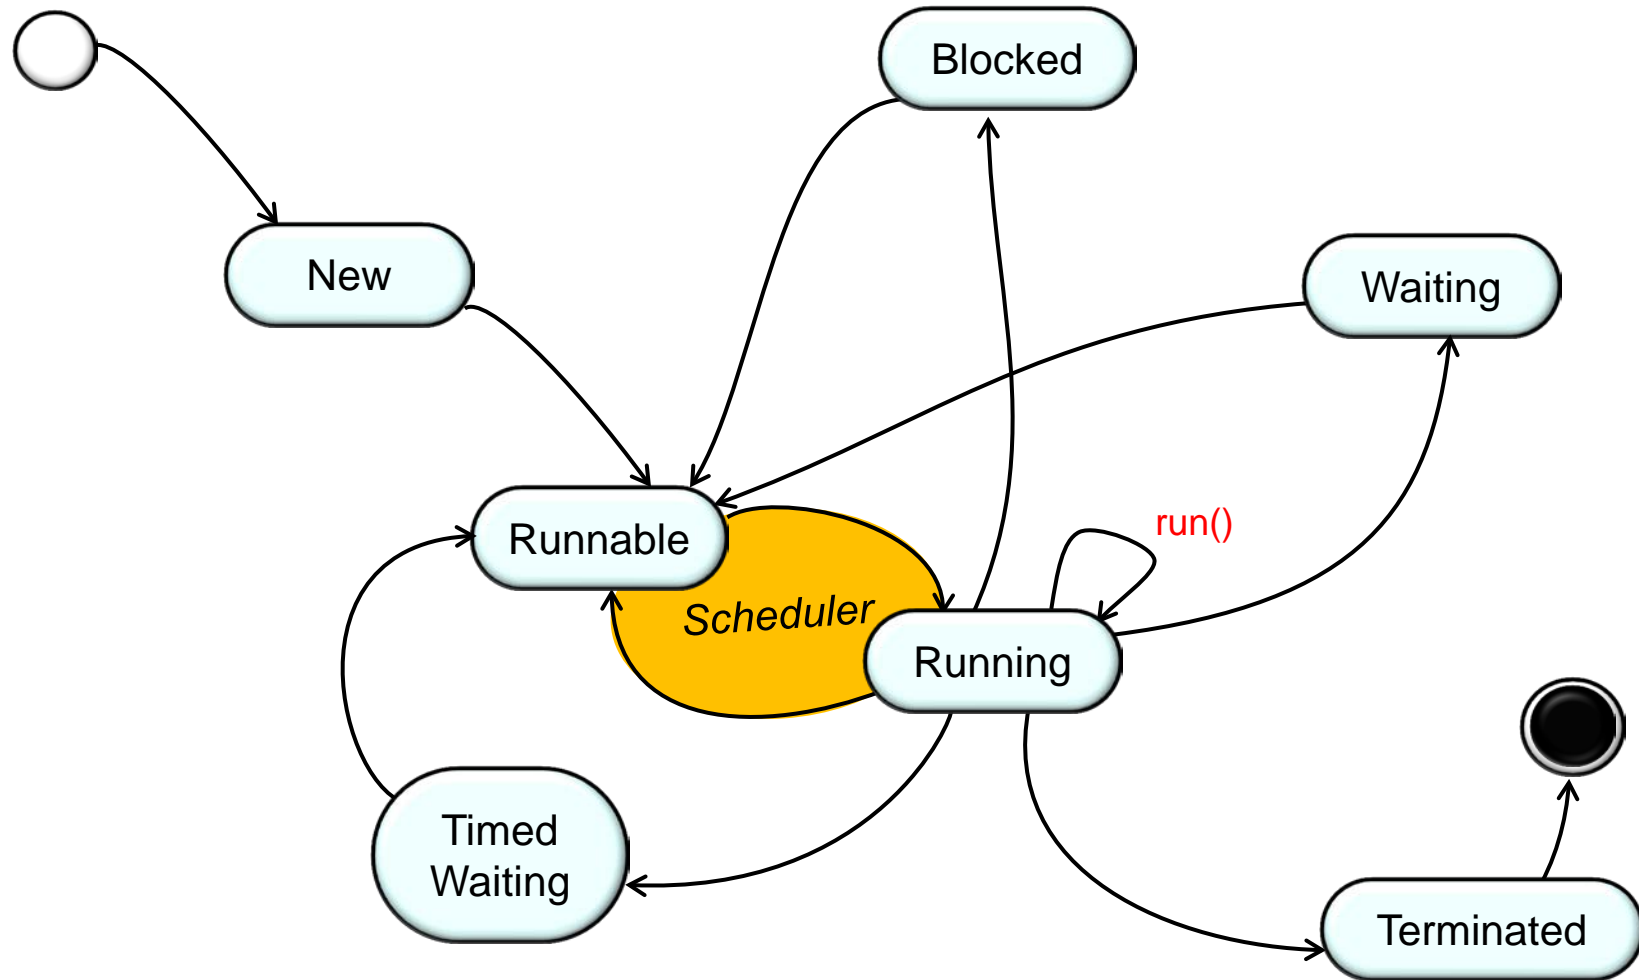 Blocked
New
Waiting
run()
Runnable
Scheduler
Running
Timed
Waiting
Terminated